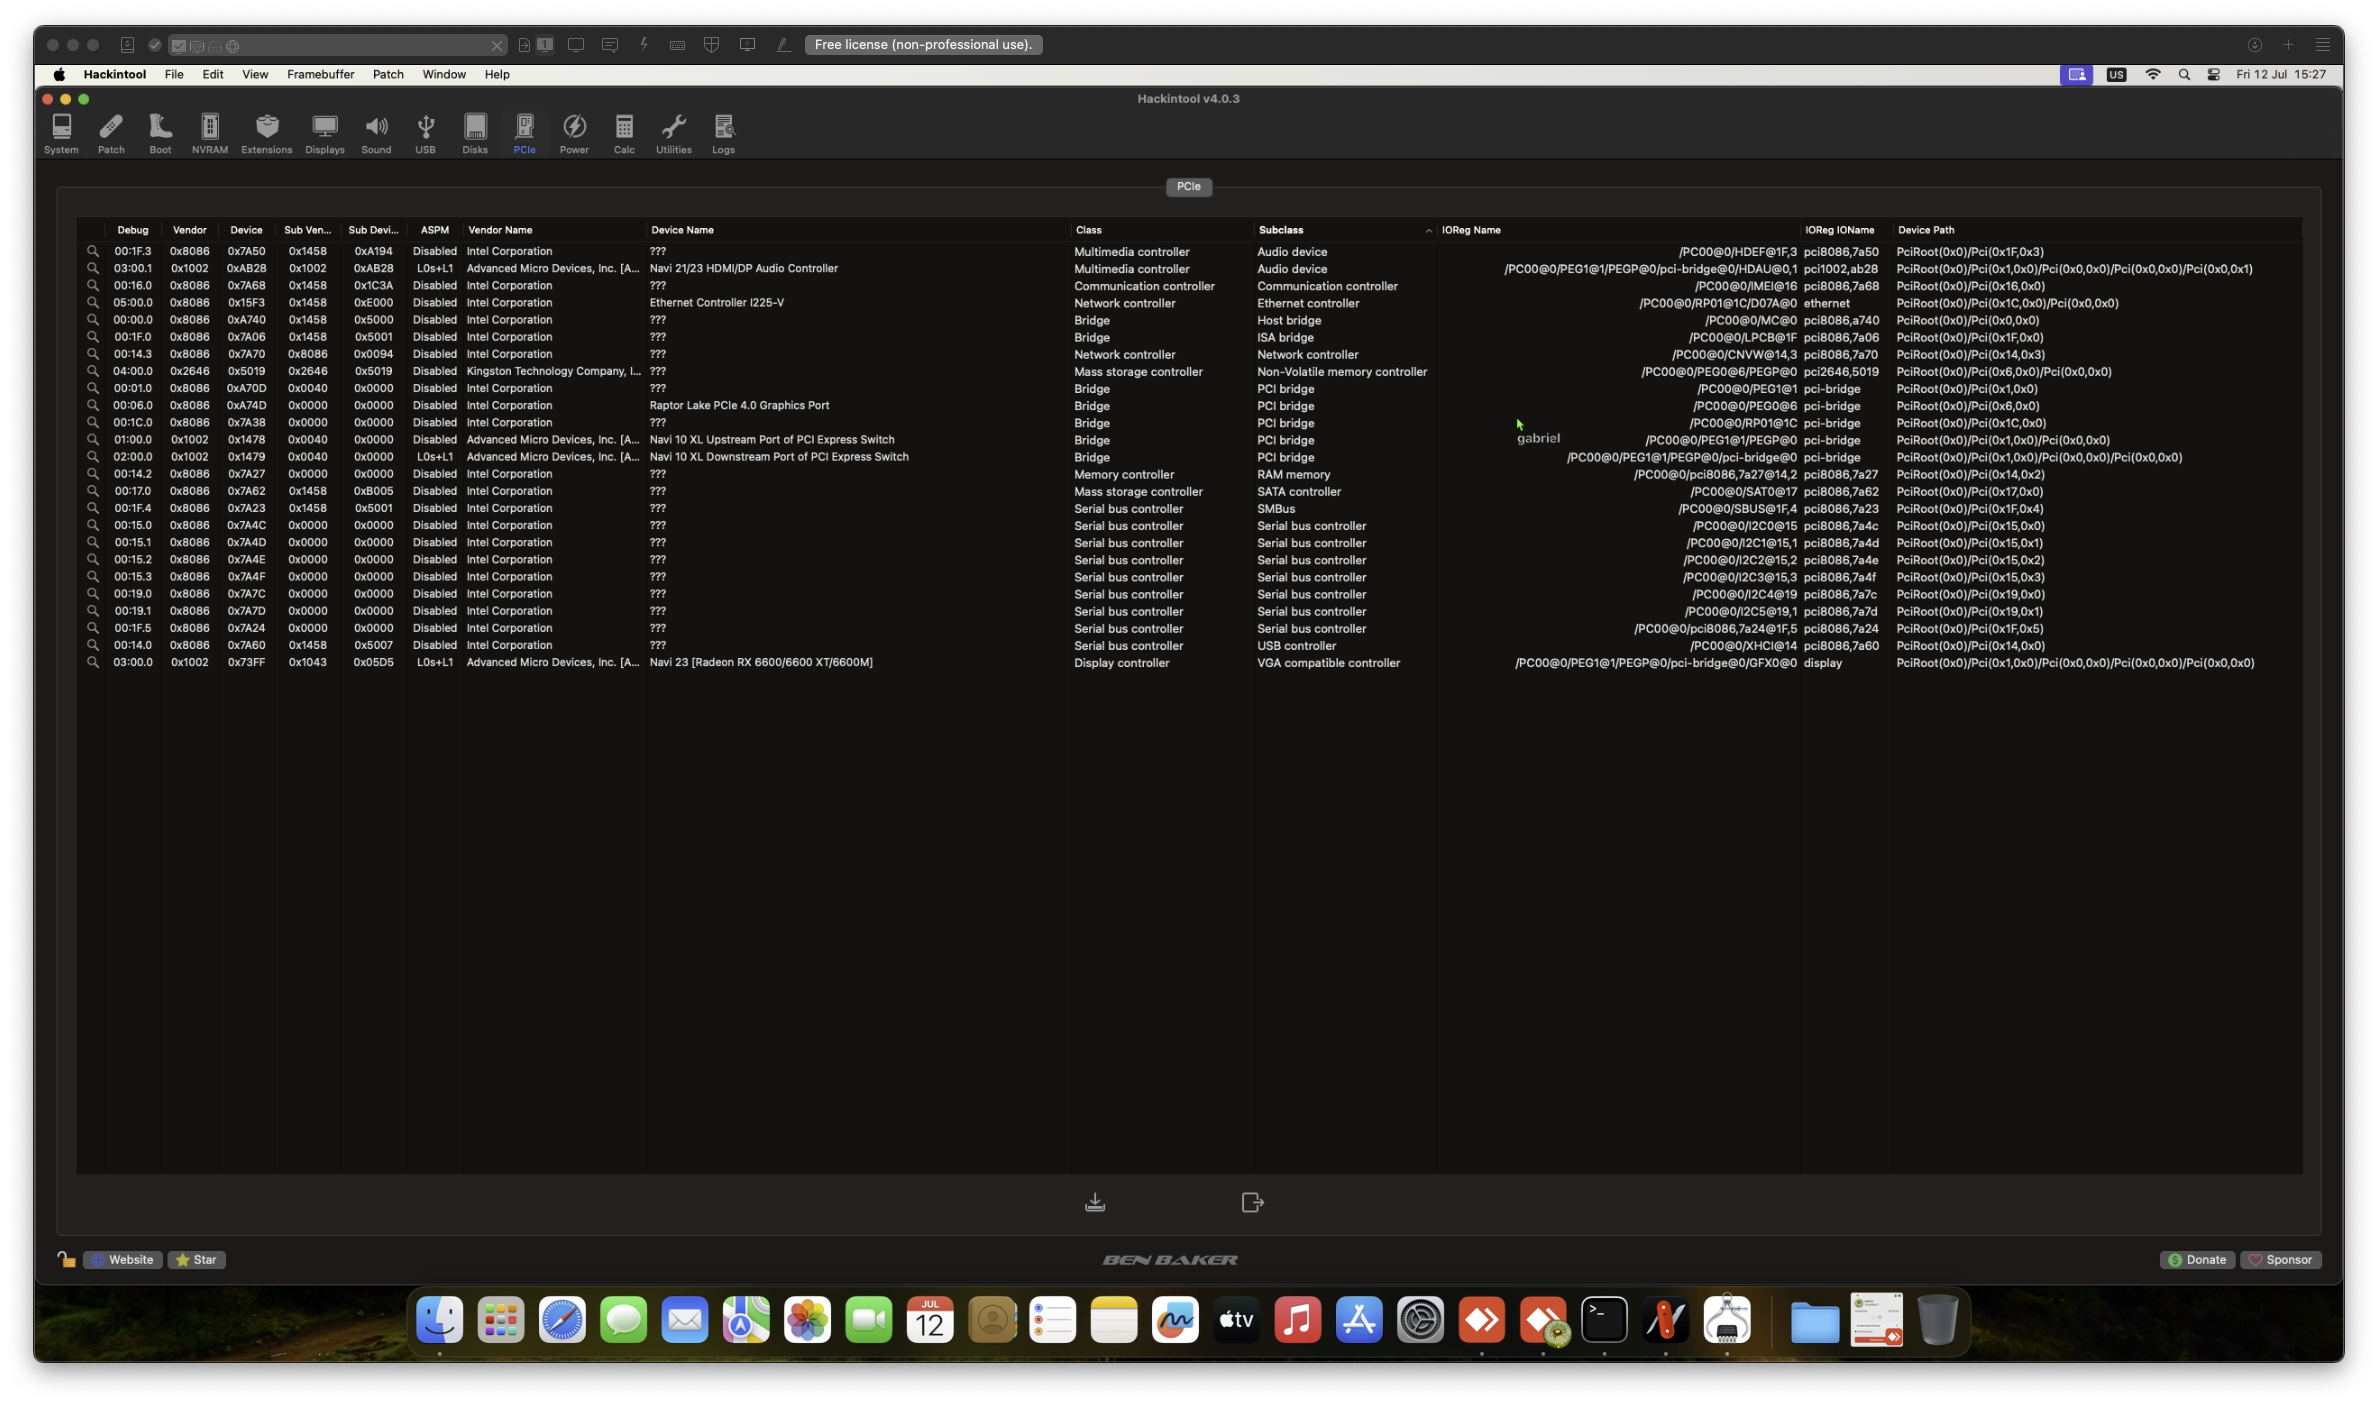 1 Free license (non-professional use).
Hackintool File Edit View Framebuffer Patch Window Help US Fri 12 Jul 15:27
Hackintool v4.0.3
System Patch Boot NVRAM Extensions Displays Sound USB Disks PCIe Power Calc Utilities Logs
PCIe
Debug Vendor Device Sub Ven... Sub Devi... ASPM Vendor Name Device Name Class Subclass IOReg Name IOReg IOName Device Path
00:1F.3 0x8086 0x7A50 0x1458 0xA194 Disabled Intel Corporation ??? Multimedia controller Audio device /PC00@0/HDEF@1F,3 pci8086,7a50 PciRoot(0x0)/Pci(0x1F,0x3)
03:00.1 0x1002 0xAB28 0x1002 0xAB28 L0s+L1 Advanced Micro Devices, Inc. [A... Navi 21/23 HDMI/DP Audio Controller Multimedia controller Audio device /PC00@0/PEG1@1/PEGP@0/pci-bridge@0/HDAU@0,1 pci1002,ab28 PciRoot(0x0)/Pci(0x1,0x0)/Pci(0x0,0x0)/Pci(0x0,0x0)/Pci(0x0,0x1)
00:16.0 0x8086 0x7A68 0x1458 0x1C3A Disabled Intel Corporation ??? Communication controller Communication controller /PC00@0/IMEI@16 pci8086,7a68 PciRoot(0x0)/Pci(0x16,0x0)
05:00.0 0x8086 0x15F3 0x1458 0xE000 Disabled Intel Corporation Ethernet Controller I225-V Network controller Ethernet controller /PC00@0/RP01@1C/D07A@0 ethernet PciRoot(0x0)/Pci(0x1C,0x0)/Pci(0x0,0x0)
00:00.0 0x8086 0xA740 0x1458 0x5000 Disabled Intel Corporation ??? Bridge Host bridge /PC00@0/MC@0 pci8086,a740 PciRoot(0x0)/Pci(0x0,0x0)
00:1F.0 0x8086 0x7A06 0x1458 0x5001 Disabled Intel Corporation ??? Bridge ISA bridge /PC00@0/LPCB@1F pci8086,7a06 PciRoot(0x0)/Pci(0x1F,0x0)
00:14.3 0x8086 0x7A70 0x8086 0x0094 Disabled Intel Corporation ??? Network controller Network controller /PC00@0/CNVW@14,3 pci8086,7a70 PciRoot(0x0)/Pci(0x14,0x3)
04:00.0 0x2646 0x5019 0x2646 0x5019 Disabled Kingston Technology Company, I... ??? Mass storage controller Non-Volatile memory controller /PC00@0/PEG0@6/PEGP@0 pci2646,5019 PciRoot(0x0)/Pci(0x6,0x0)/Pci(0x0,0x0)
00:01.0 0x8086 0xA70D 0x0040 0x0000 Disabled Intel Corporation ??? Bridge PCI bridge /PC00@0/PEG1@1 pci-bridge PciRoot(0x0)/Pci(0x1,0x0)
00:06.0 0x8086 0xA74D 0x0000 0x0000 Disabled Intel Corporation Raptor Lake PCIe 4.0 Graphics Port Bridge PCI bridge /PC00@0/PEG0@6 pci-bridge PciRoot(0x0)/Pci(0x6,0x0)
00:1C.0 0x8086 0x7A38 0x0000 0x0000 Disabled Intel Corporation ??? Bridge PCI bridge /PC00@0/RP01@1C pci-bridge PciRoot(0x0)/Pci(0x1C,0x0)
01:00.0 0x1002 0x1478 0x0040 0x0000 Disabled Advanced Micro Devices, Inc. [A... Navi 10 XL Upstream Port of PCI Express Switch Bridge PCI bridge gabriel /PC00@0/PEG1@1/PEGP@0 pci-bridge PciRoot(0x0)/Pci(0x1,0x0)/Pci(0x0,0x0)
02:00.0 0x1002 0x1479 0x0040 0x0000 L0s+L1 Advanced Micro Devices, Inc. [A... Navi 10 XL Downstream Port of PCI Express Switch Bridge PCI bridge /PC00@0/PEG1@1/PEGP@0/pci-bridge@0 pci-bridge PciRoot(0x0)/Pci(0x1,0x0)/Pci(0x0,0x0)/Pci(0x0,0x0)
00:14.2 0x8086 0x7A27 0x0000 0x0000 Disabled Intel Corporation ??? Memory controller RAM memory /PC00@0/pci8086,7a27@14,2 pci8086,7a27 PciRoot(0x0)/Pci(0x14,0x2)
00:17.0 0x8086 0x7A62 0x1458 0xB005 Disabled Intel Corporation ??? Mass storage controller SATA controller /PC00@0/SAT0@17 pci8086,7a62 PciRoot(0x0)/Pci(0x17,0x0)
00:1F.4 0x8086 0x7A23 0x1458 0x5001 Disabled Intel Corporation ??? Serial bus controller SMBus /PC00@0/SBUS@1F,4 pci8086,7a23 PciRoot(0x0)/Pci(0x1F,0x4)
00:15.0 0x8086 0x7A4C 0x0000 0x0000 Disabled Intel Corporation ??? Serial bus controller Serial bus controller /PC00@0/I2C0@15 pci8086,7a4c PciRoot(0x0)/Pci(0x15,0x0)
00:15.1 0x8086 0x7A4D 0x0000 0x0000 Disabled Intel Corporation ??? Serial bus controller Serial bus controller /PC00@0/I2C1@15,1 pci8086,7a4d PciRoot(0x0)/Pci(0x15,0x1)
00:15.2 0x8086 0x7A4E 0x0000 0x0000 Disabled Intel Corporation ??? Serial bus controller Serial bus controller /PC00@0/I2C2@15,2 pci8086,7a4e PciRoot(0x0)/Pci(0x15,0x2)
00:15.3 0x8086 0x7A4F 0x0000 0x0000 Disabled Intel Corporation ??? Serial bus controller Serial bus controller /PC00@0/I2C3@15,3 pci8086,7a4f PciRoot(0x0)/Pci(0x15,0x3)
00:19.0 0x8086 0x7A7C 0x0000 0x0000 Disabled Intel Corporation ??? Serial bus controller Serial bus controller /PC00@0/I2C4@19 pci8086,7a7c PciRoot(0x0)/Pci(0x19,0x0)
00:19.1 0x8086 0x7A7D 0x0000 0x0000 Disabled Intel Corporation ??? Serial bus controller Serial bus controller /PC00@0/I2C5@19,1 pci8086,7a7d PciRoot(0x0)/Pci(0x19,0x1)
00:1F.5 0x8086 0x7A24 0x0000 0x0000 Disabled Intel Corporation ??? Serial bus controller Serial bus controller /PC00@0/pci8086,7a24@1F,5 pci8086,7a24 PciRoot(0x0)/Pci(0x1F,0x5)
00:14.0 0x8086 0x7A60 0x1458 0x5007 Disabled Intel Corporation ??? Serial bus controller USB controller /PC00@0/XHCI@14 pci8086,7a60 PciRoot(0x0)/Pci(0x14,0x0)
03:00.0 0x1002 0x73FF 0x1043 0x05D5 L0s+L1 Advanced Micro Devices, Inc. [A... Navi 23 [Radeon RX 6600/6600 XT/6600M] Display controller VGA compatible controller /PC00@0/PEG1@1/PEGP@0/pci-bridge@0/GFX0@0 display PciRoot(0x0)/Pci(0x1,0x0)/Pci(0x0,0x0)/Pci(0x0,0x0)/Pci(0x0,0x0)
Website Star BEN BAKER Donate Sponsor
JUL
12 tv